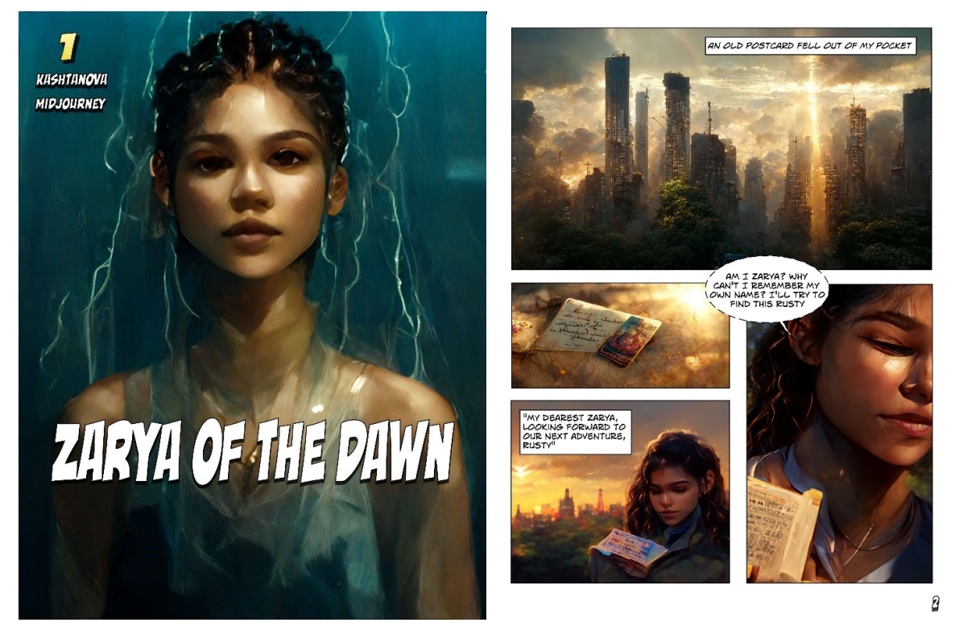 1
KASHTANOVA
MIDJOURNEY
ZARYA OF THE DAWN
AN OLD POSTCARD FELL OUT OF MY POCKET
AM I ZARYA? WHY
CAN'T I REMEMBER MY
OWN NAME? I'LL TRY TO
FIND THIS RUSTY
"MY DEAREST ZARYA,
LOOKING FORWARD TO
OUR NEXT ADVENTURE,
RUSTY"
2